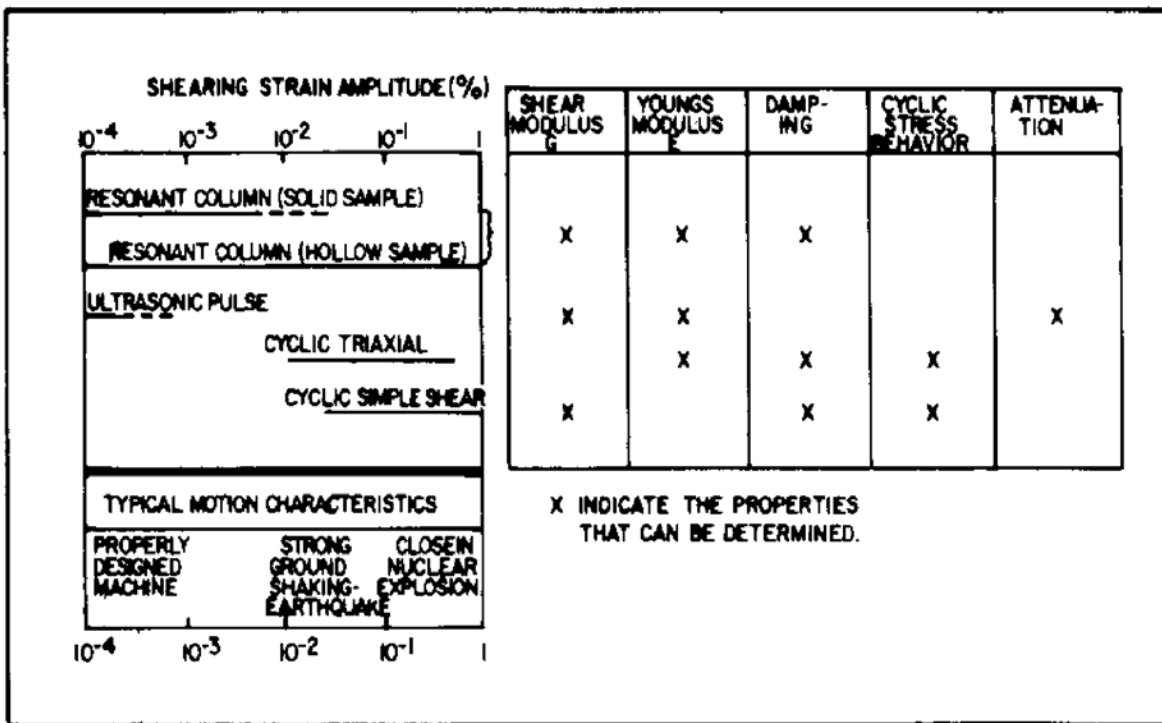 SHEARING STRAIN AMPLITUDE (%)
10-4 10-3 10-2 10-1 1
RESONANT COLUMN (SOLID SAMPLE)
RESONANT COLUMN (HOLLOW SAMPLE)
ULTRASONIC PULSE
CYCLIC TRIAXIAL
CYCLIC SIMPLE SHEAR
SHEAR
MODULUS
G
YOUNGS
MODULUS
E
DAMP-
ING
CYCLIC
STRESS
BEHAVIOR
ATTENUA-
TION
X X X
X X X
X X X
X X X
TYPICAL MOTION CHARACTERISTICS
PROPERLY
DESIGNED
MACHINE
STRONG
GROUND
SHAKING-
EARTHQUAKE
CLOSEIN
NUCLEAR
EXPLOSION
10-4 10-3 10-2 10-1 1
X INDICATE THE PROPERTIES
THAT CAN BE DETERMINED.